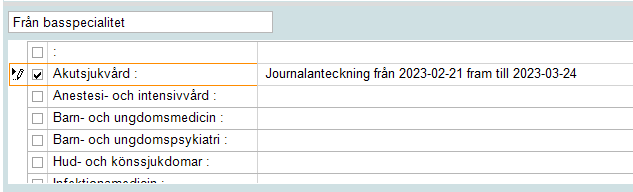 Från basspecialitet
:
Akutsjukvård : Journalanteckning från 2023-02-21 fram till 2023-03-24
Anestesi- och intensivvård :
Barn- och ungdomsmedicin :
Barn- och ungdomspsykiatri :
Hud- och könssjukdomar :
Infektionsmedicin :